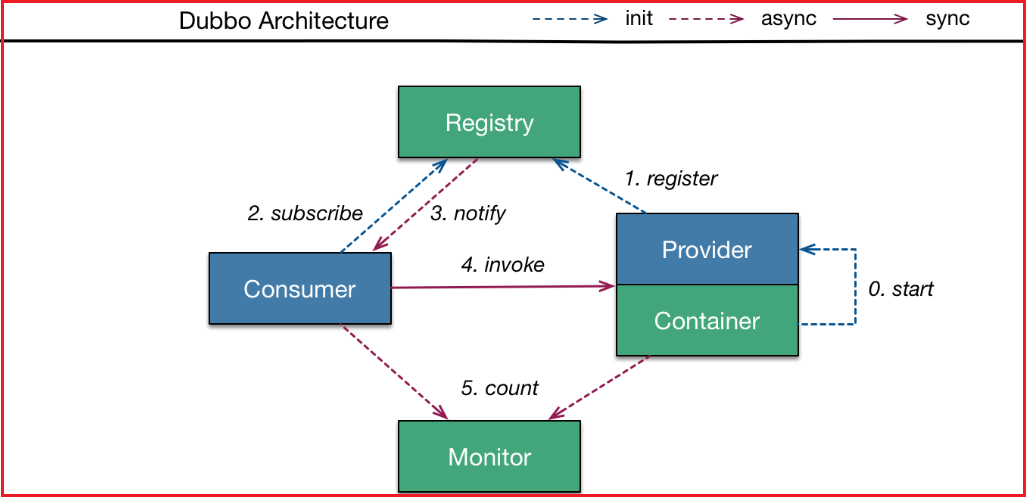 Dubbo Architecture
init
async
sync
Registry
1. register
2. subscribe
3. notify
Provider
4. invoke
Consumer
0. start
Container
5. count
Monitor